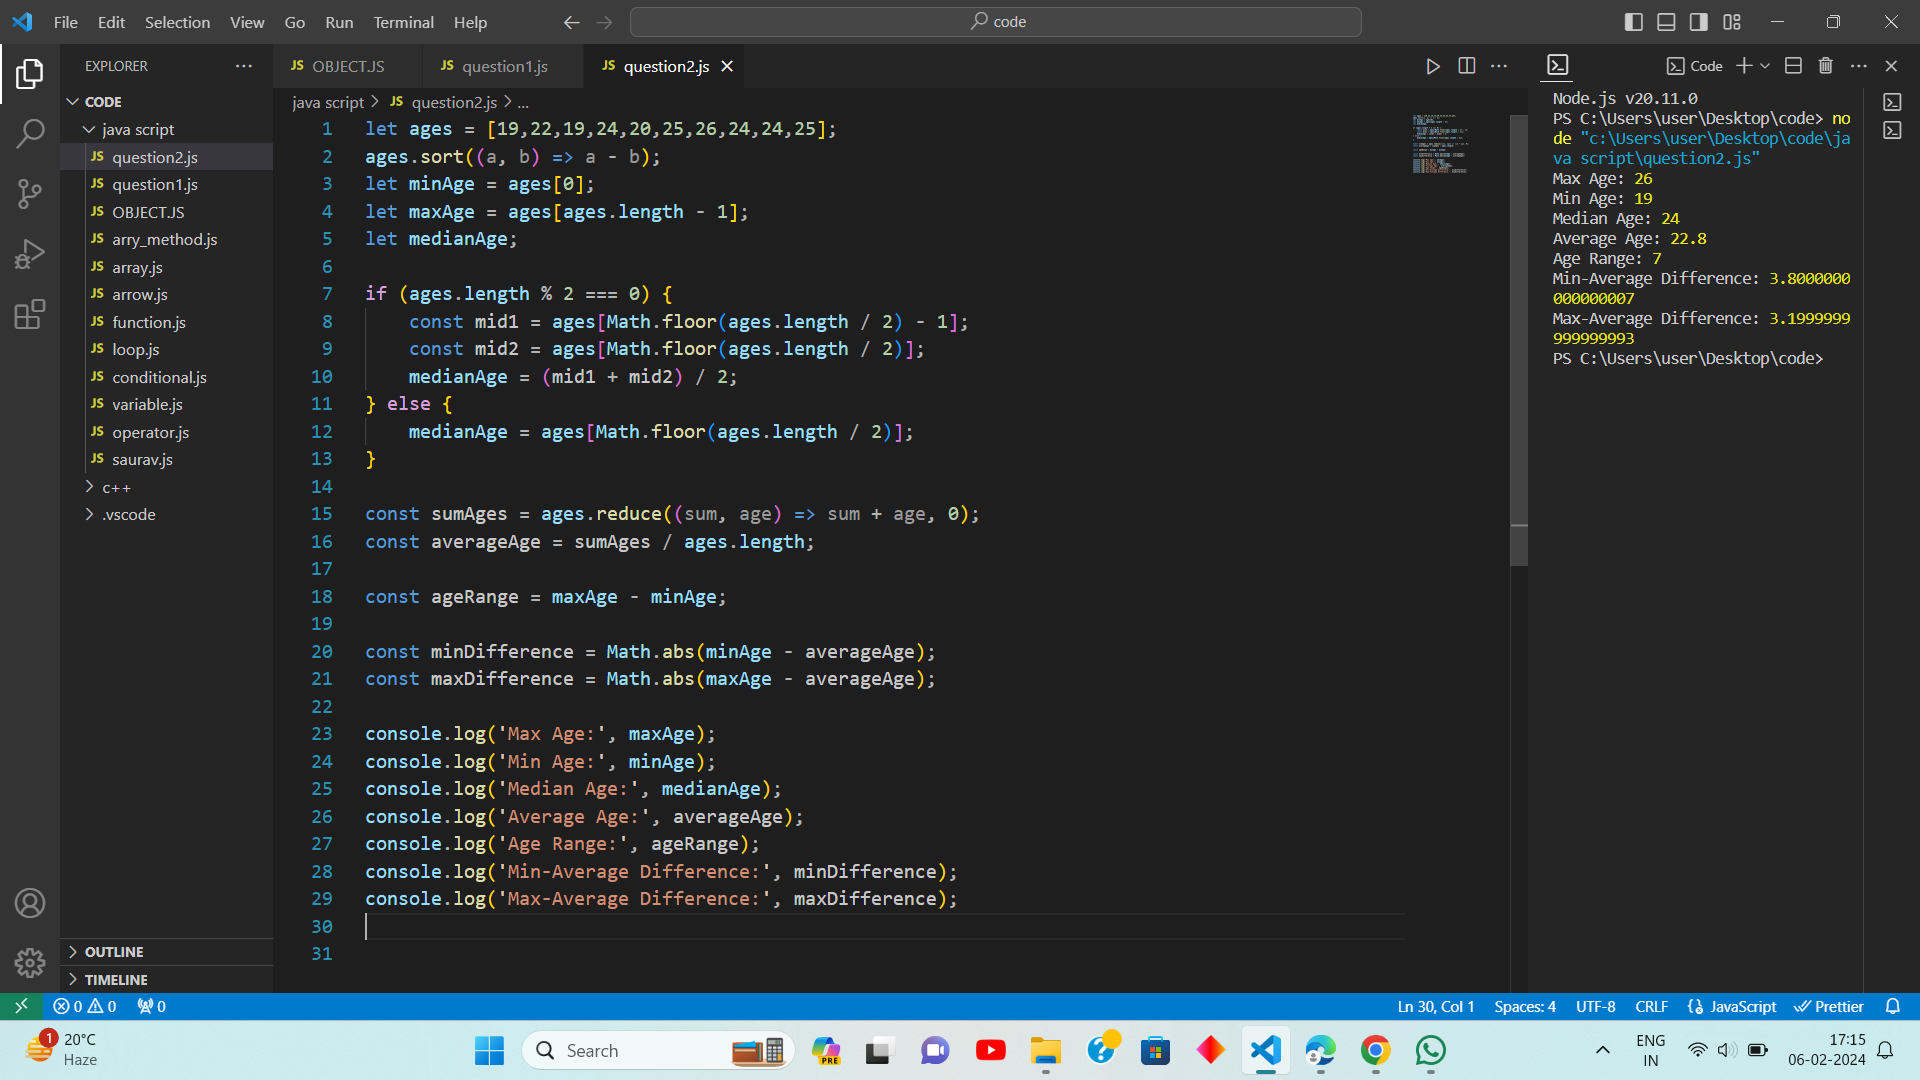 File Edit Selection View Go Run Terminal Help
code
EXPLORER
CODE
java script
JS question2.js
JS question1.js
JS OBJECT.JS
JS arry_method.js
JS array.js
JS arrow.js
JS function.js
JS loop.js
JS conditional.js
JS variable.js
JS operator.js
JS saurav.js
c++
.vscode
OUTLINE
TIMELINE
JS OBJECT.JS JS question1.js JS question2.js
java script > JS question2.js > ...
1 let ages = [19,22,19,24,20,25,26,24,24,25];
2 ages.sort((a, b) => a - b);
3 let minAge = ages[0];
4 let maxAge = ages[ages.length - 1];
5 let medianAge;
6
7 if (ages.length % 2 === 0) {
8     const mid1 = ages[Math.floor(ages.length / 2) - 1];
9     const mid2 = ages[Math.floor(ages.length / 2)];
10     medianAge = (mid1 + mid2) / 2;
11 } else {
12     medianAge = ages[Math.floor(ages.length / 2)];
13 }
14
15 const sumAges = ages.reduce((sum, age) => sum + age, 0);
16 const averageAge = sumAges / ages.length;
17
18 const ageRange = maxAge - minAge;
19
20 const minDifference = Math.abs(minAge - averageAge);
21 const maxDifference = Math.abs(maxAge - averageAge);
22
23 console.log('Max Age:', maxAge);
24 console.log('Min Age:', minAge);
25 console.log('Median Age:', medianAge);
26 console.log('Average Age:', averageAge);
27 console.log('Age Range:', ageRange);
28 console.log('Min-Average Difference:', minDifference);
29 console.log('Max-Average Difference:', maxDifference);
30
31
Code
Node.js v20.11.0
PS C:\Users\user\Desktop\code> no
de "c:\Users\user\Desktop\code\ja
va script\question2.js"
Max Age: 26
Min Age: 19
Median Age: 24
Average Age: 22.8
Age Range: 7
Min-Average Difference: 3.8000000
000000007
Max-Average Difference: 3.1999999
999999993
PS C:\Users\user\Desktop\code>
0 0 0
Ln 30, Col 1 Spaces: 4 UTF-8 CRLF JavaScript Prettier
1
20°C
Haze
Search
PRE
ENG
IN
17:15
06-02-2024